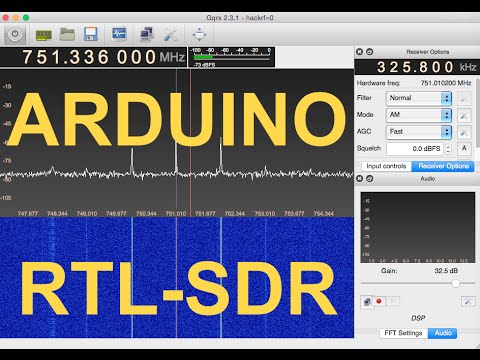 Gqrx 2.3.1 - hackrf=0
751.336 000 MHz
-100 -80 -60 -40 -20 0
-73 dBFS
Receiver Options
325.800 kHz
Hardware freq: 751.010200 MHz
Filter Normal
Mode AM
AGC Fast
Squelch 0.0 dBFS A
Input controls Receiver Options
Audio
-15
-30
-45
-60
-75
-90
-105
ARDUINO
747.677 748.344 749.010 749.677 750.344 751.010 751.677 752.344 753.010 753.677 754.344
RTL-SDR
Gain: 32.5 dB
DSP
FFT Settings Audio